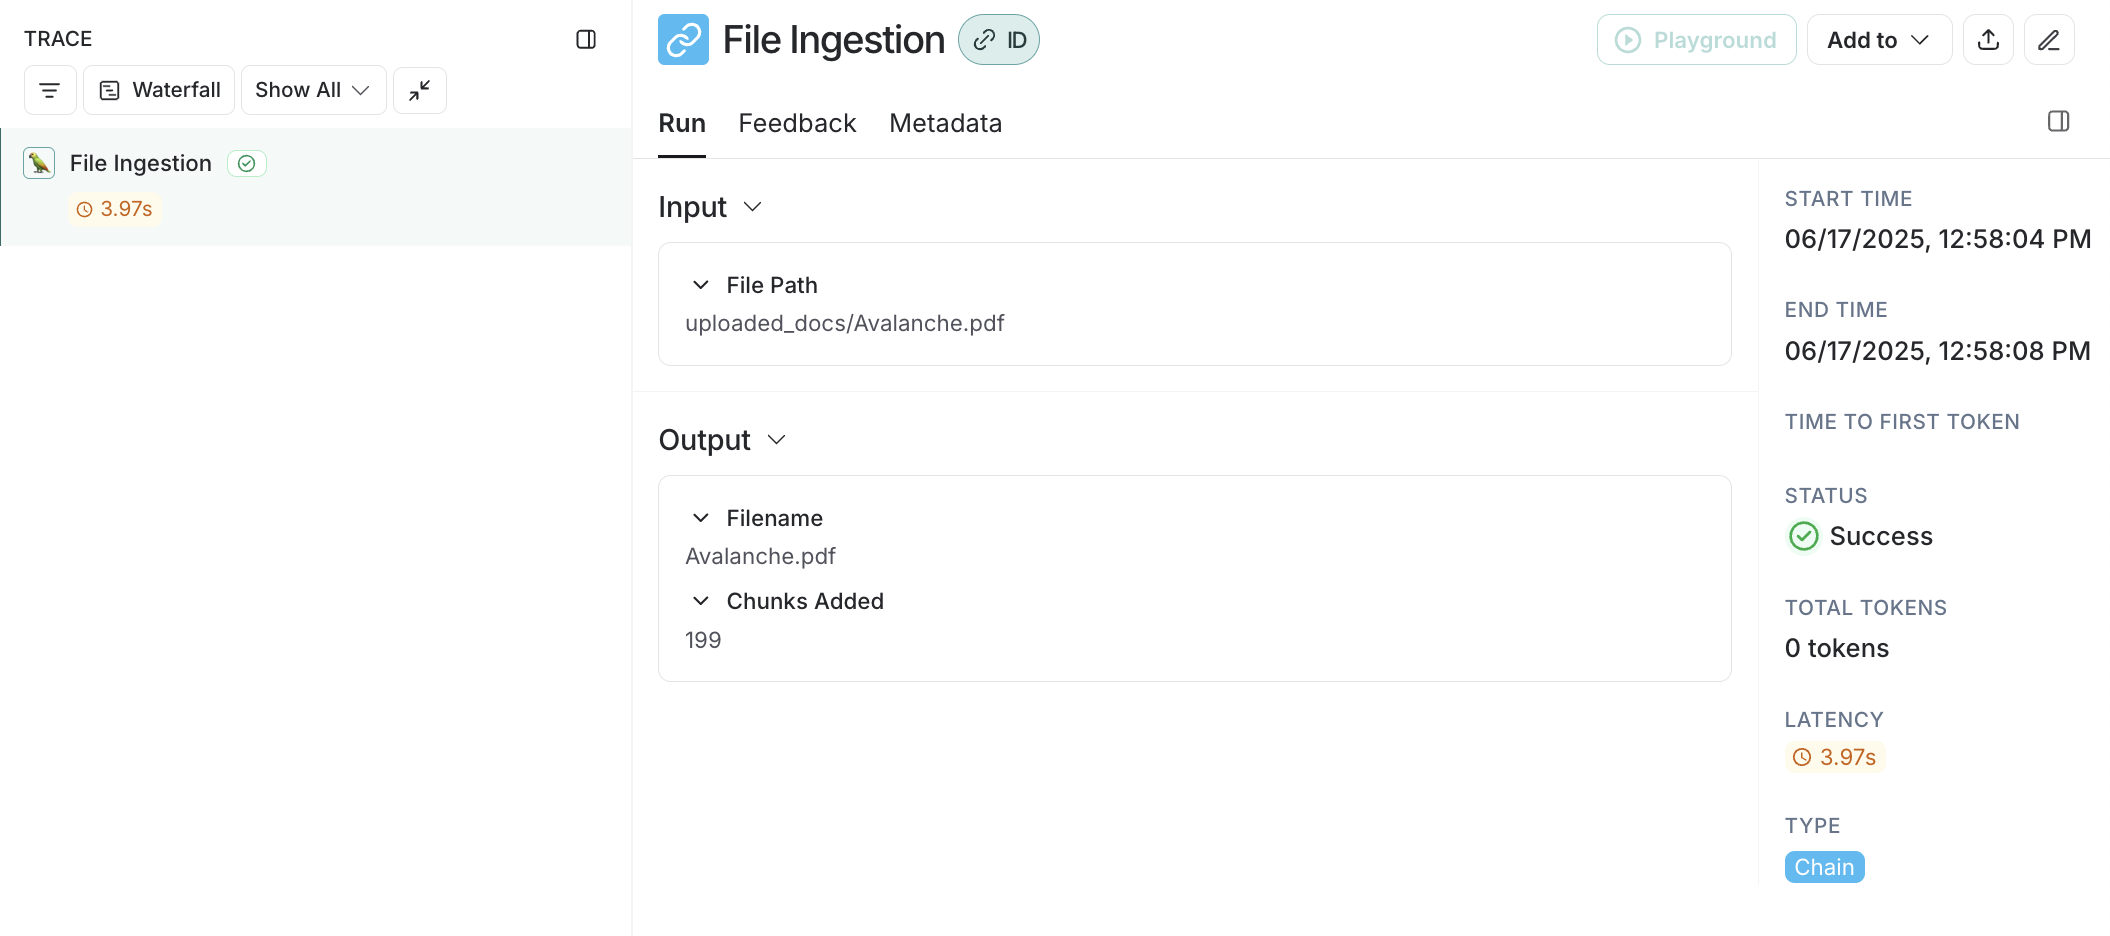 TRACE
Waterfall
Show All
File Ingestion
3.97s
File Ingestion
ID
Playground
Add to
Run
Feedback
Metadata
Input
File Path
uploaded_docs/Avalanche.pdf
Output
Filename
Avalanche.pdf
Chunks Added
199
START TIME
06/17/2025, 12:58:04 PM
END TIME
06/17/2025, 12:58:08 PM
TIME TO FIRST TOKEN
STATUS
Success
TOTAL TOKENS
0 tokens
LATENCY
3.97s
TYPE
Chain